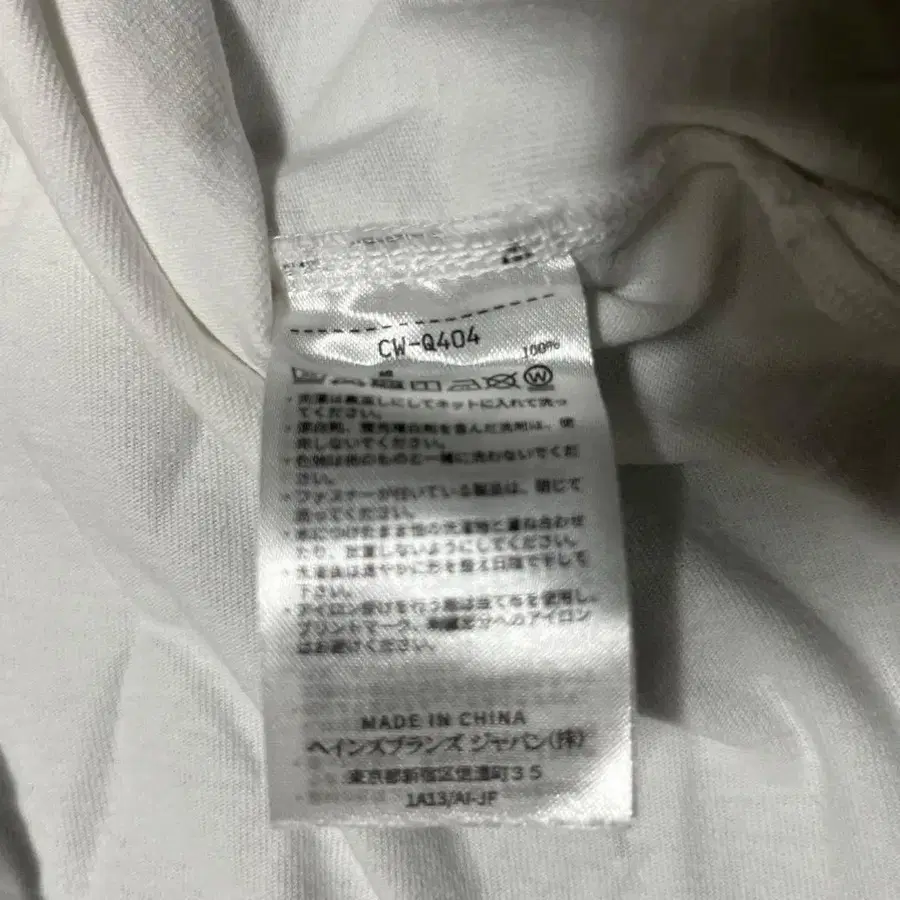 CW-Q404
100%
・洗濯は裏返しにしてネットに入れて洗っ
てください。
・漂白剤、蛍光増白剤を含んだ洗剤は、使
用しないでください。
・色物は他のものと一緒に洗わないでくだ
さい。
・ファスナーが付いている製品は、閉じて
洗ってください。
・水につけたまま他の洗濯物と重ね合わせ
たり、放置しないようにしてください。
・洗濯後は速やかに形を整え日陰で干して
下さい。
・アイロン掛けを行う際は当て布を使用し、
プリントマーク、刺繍部分へのアイロン
はお避けください。
MADE IN CHINA
ヘインズブランズ ジャパン(株)
東京都新宿区信濃町35
1A13/AI-JF